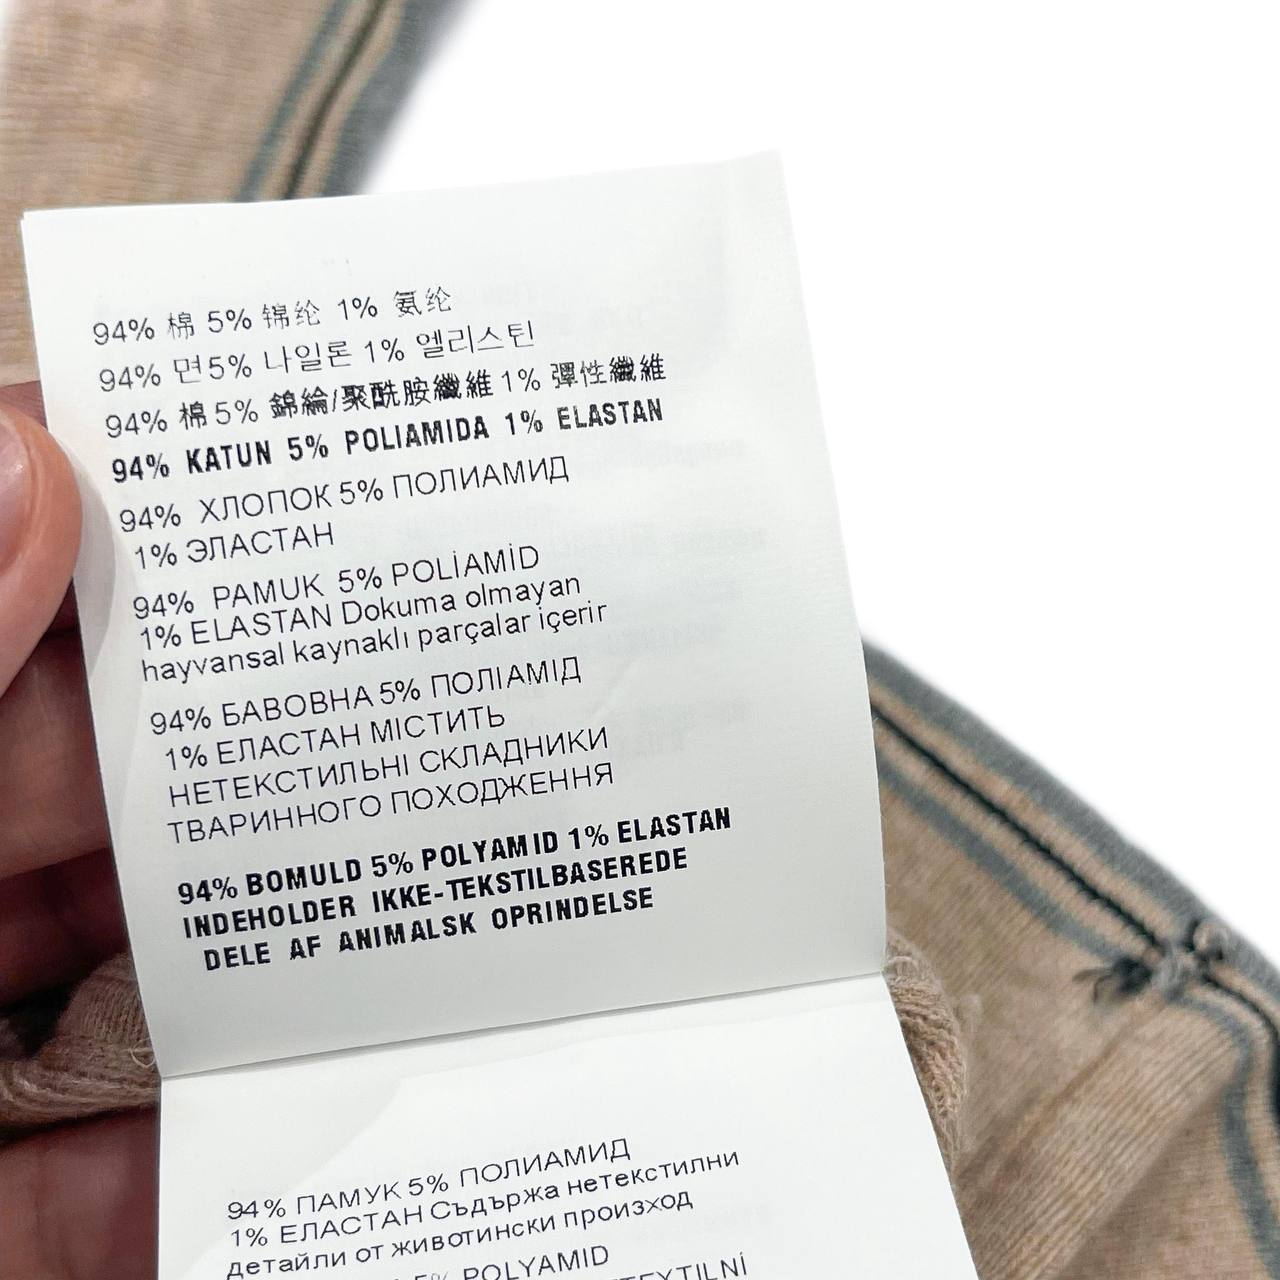 94% 棉 5% 锦纶 1% 氨纶
94% 면5% 나일론 1% 엘리스틴
94% 棉 5% 錦綸/聚酰胺纖維 1% 彈性纖維
94% KATUN 5% POLIAMIDA 1% ELASTAN
94% ХЛОПОК 5% ПОЛИАМИД
1% ЭЛАСТАН
94% PAMUK 5% POLİAMİD
1% ELASTAN Dokuma olmayan
hayvansal kaynaklı parçalar içerir
94% БАВОВНА 5% ПОЛІАМІД
1% ЕЛАСТАН МІСТИТЬ
НЕТЕКСТИЛЬНІ СКЛАДНИКИ
ТВАРИННОГО ПОХОДЖЕННЯ
94% BOMULD 5% POLYAMID 1% ELASTAN
INDEHOLDER IKKE-TEKSTILBASEREDE
DELE AF ANIMALSK OPRINDELSE
94% ПАМУК 5% ПОЛИАМИД
1% ЕЛАСТАН Съдържа нетекстилни
детайли от животински произход
5% POLYAMID